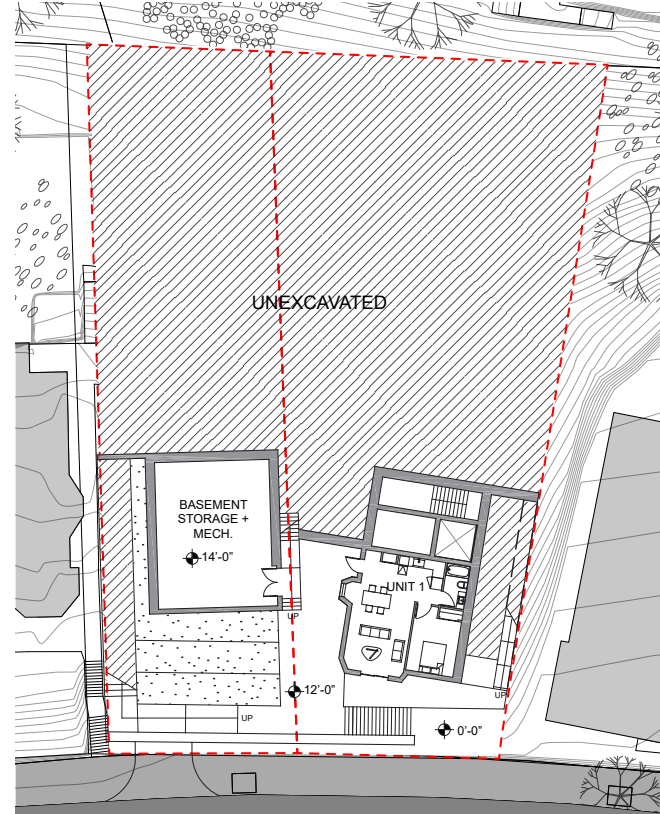 UNEXCAVATED
BASEMENT
STORAGE +
MECH.
14'-0"
UNIT 1
UP
UP
12'-0"
UP
0'-0"